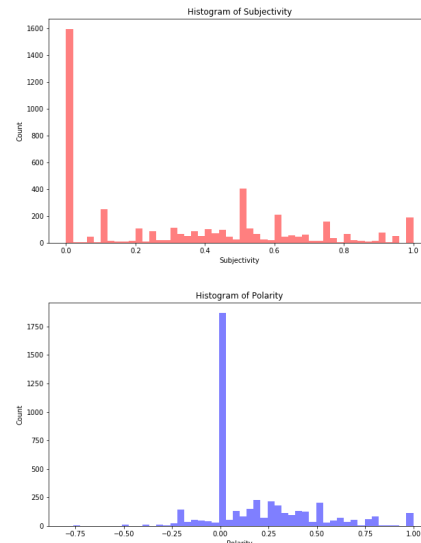 Histogram of Subjectivity
1600
1400
1200
1000
800
600
400
200
0
Count
0.0 0.2 0.4 0.6 0.8 1.0
Subjectivity
Histogram of Polarity
1750
1500
1250
1000
750
500
250
0
Count
−0.75 −0.50 −0.25 0.00 0.25 0.50 0.75 1.00
Polarity